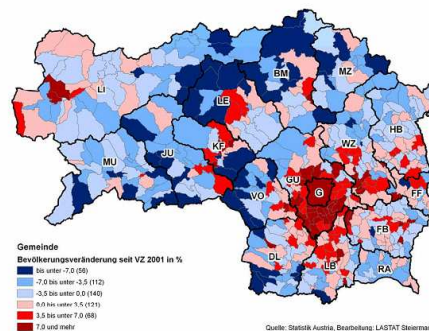 BM
MZ
LI
LE
HB
KF
WZ
JU
MU
GU
VO
G
FF
FB
DL
LB
RA
Gemeinde
Bevölkerungsveränderung seit VZ 2001 in %
bis unter -7,0 (56)
-7,0 bis unter -3,5 (112)
-3,5 bis unter 0,0 (140)
0,0 bis unter 3,5 (121)
3,5 bis unter 7,0 (68)
7,0 und mehr
Quelle: Statistik Austria, Bearbeitung: LASTAT Steiermar